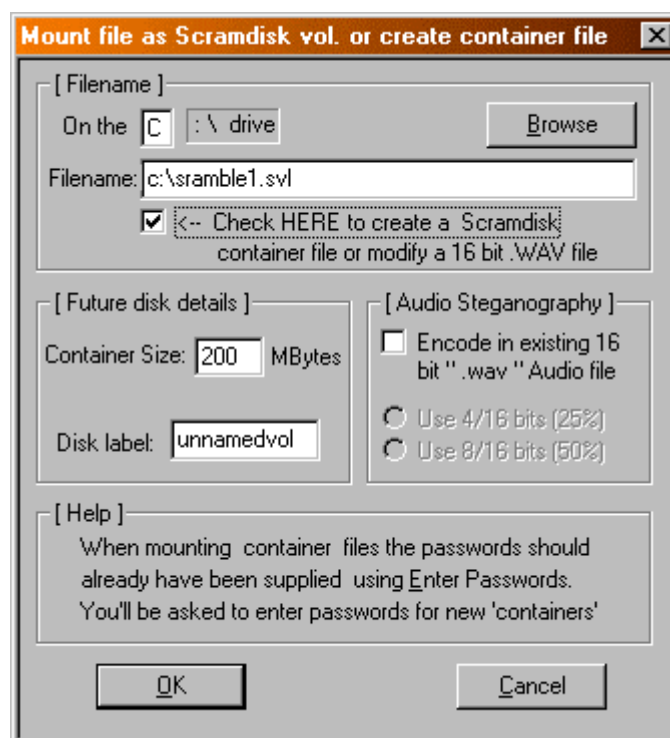 Mount file as Scramdisk vol. or create container file
[ Filename ]
On the C : \ drive Browse
Filename: c:\sramble1.svl
<-- Check HERE to create a Scramdisk
container file or modify a 16 bit .WAV file
[ Future disk details ]
Container Size: 200 MBytes
Disk label: unnamedvol
[ Audio Steganography ]
Encode in existing 16
bit " .wav " Audio file
Use 4/16 bits (25%)
Use 8/16 bits (50%)
[ Help ]
When mounting container files the passwords should
already have been supplied using Enter Passwords.
You'll be asked to enter passwords for new 'containers'
OK Cancel